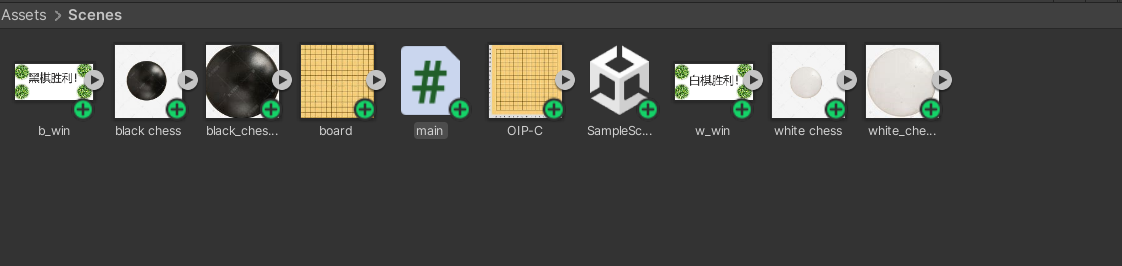 Assets > Scenes
黑棋胜利!
白棋胜利!
b_win
black chess
black_ches...
board
main
OIP-C
SampleSc...
w_win
white chess
white_che...